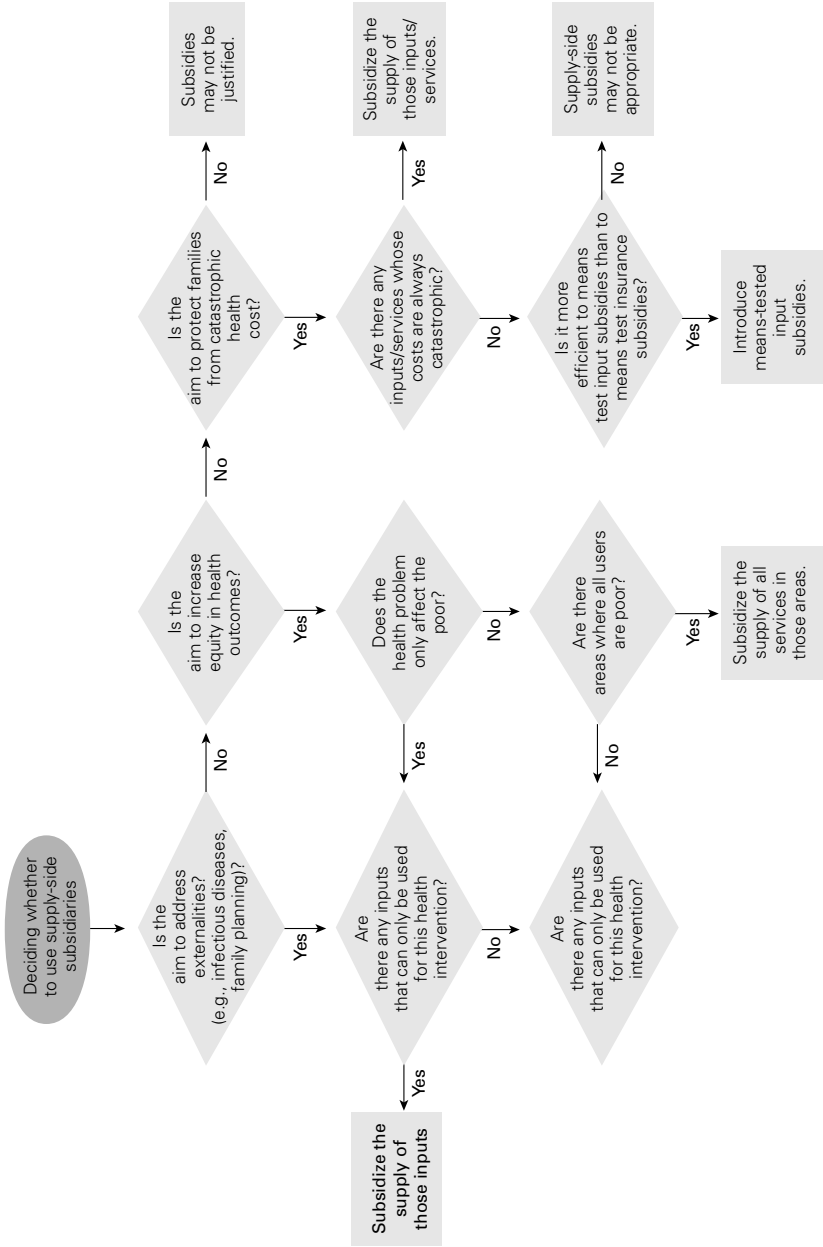 Deciding whether
to use supply-side
subsidiaries
Is the
aim to address
externalities?
(e.g., infectious diseases,
family planning)?
No
Yes
Is the
aim to increase
equity in health
outcomes?
No
Yes
Is the
aim to protect families
from catastrophic
health
cost?
No
Yes
Subsidies
may not be
justified.
Subsidize the
supply of
those inputs
Yes
Are
there any inputs
that can only be used
for this health
intervention?
No
Yes
Does the
health problem
only affect the
poor?
No
Are there any
inputs/services whose
costs are always
catastrophic?
Yes
No
Subsidize the
supply of
those inputs/
services.
Are
there any inputs
that can only be used
for this health
intervention?
No
Are there
areas where all users
are poor?
Yes
Subsidize the
supply of all
services in
those areas.
Is it more
efficient to means
test input subsidies than to
means test insurance
subsidies?
No
Yes
Supply-side
subsidies
may not be
appropriate.
Introduce
means-tested
input
subsidies.